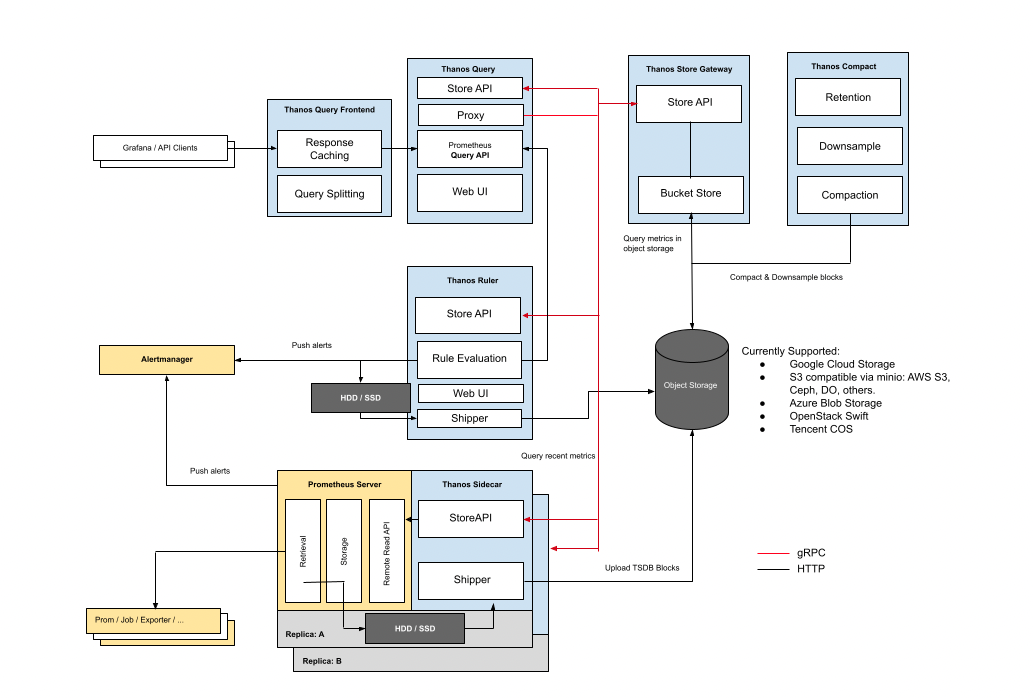 Thanos Query Frontend
Response
Caching
Query Splitting
Grafana / API Clients
Thanos Query
Store API
Proxy
Prometheus
Query API
Web UI
Thanos Store Gateway
Store API
Bucket Store
Thanos Compact
Retention
Downsample
Compaction
Query metrics in
object storage
Compact & Downsample blocks
Thanos Ruler
Store API
Rule Evaluation
Web UI
Shipper
Push alerts
Alertmanager
HDD / SSD
Object Storage
Currently Supported:
● Google Cloud Storage
● S3 compatible via minio: AWS S3,
Ceph, DO, others.
● Azure Blob Storage
● OpenStack Swift
● Tencent COS
Query recent metrics
Push alerts
Prometheus Server
Retrieval
Storage
Remote Read API
Thanos Sidecar
StoreAPI
Shipper
Upload TSDB Blocks
HDD / SSD
Replica: A
Replica: B
Prom / Job / Exporter / ...
gRPC
HTTP